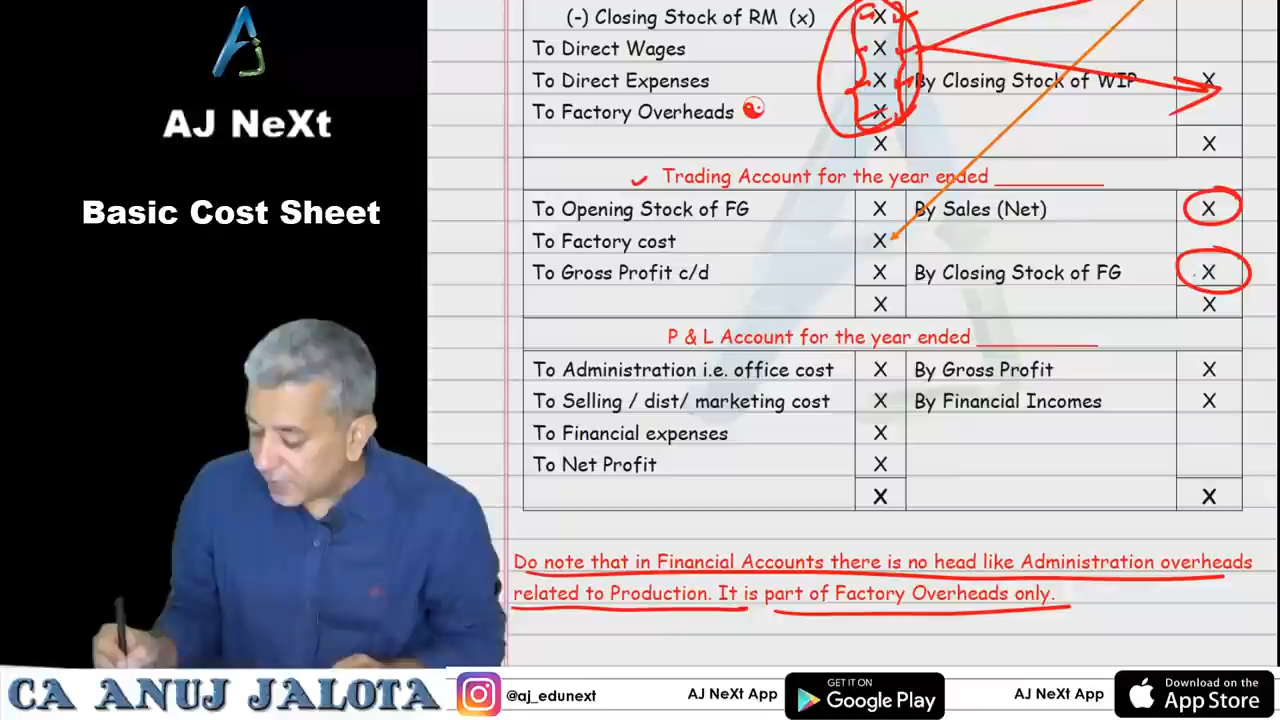 AJ NeXt
Basic Cost Sheet
(-) Closing Stock of RM (x) X
To Direct Wages X
To Direct Expenses X By Closing Stock of WIP X
To Factory Overheads X
X X
Trading Account for the year ended __________
To Opening Stock of FG X By Sales (Net) X
To Factory cost X
To Gross Profit c/d X By Closing Stock of FG X
X X
P & L Account for the year ended ___________
To Administration i.e. office cost X By Gross Profit X
To Selling / dist/ marketing cost X By Financial Incomes X
To Financial expenses X
To Net Profit X
X X
Do note that in Financial Accounts there is no head like Administration overheads
related to Production. It is part of Factory Overheads only.
CA ANUJ JALOTA @aj_edunext AJ NeXt App GET IT ON Google Play AJ NeXt App Download on the App Store